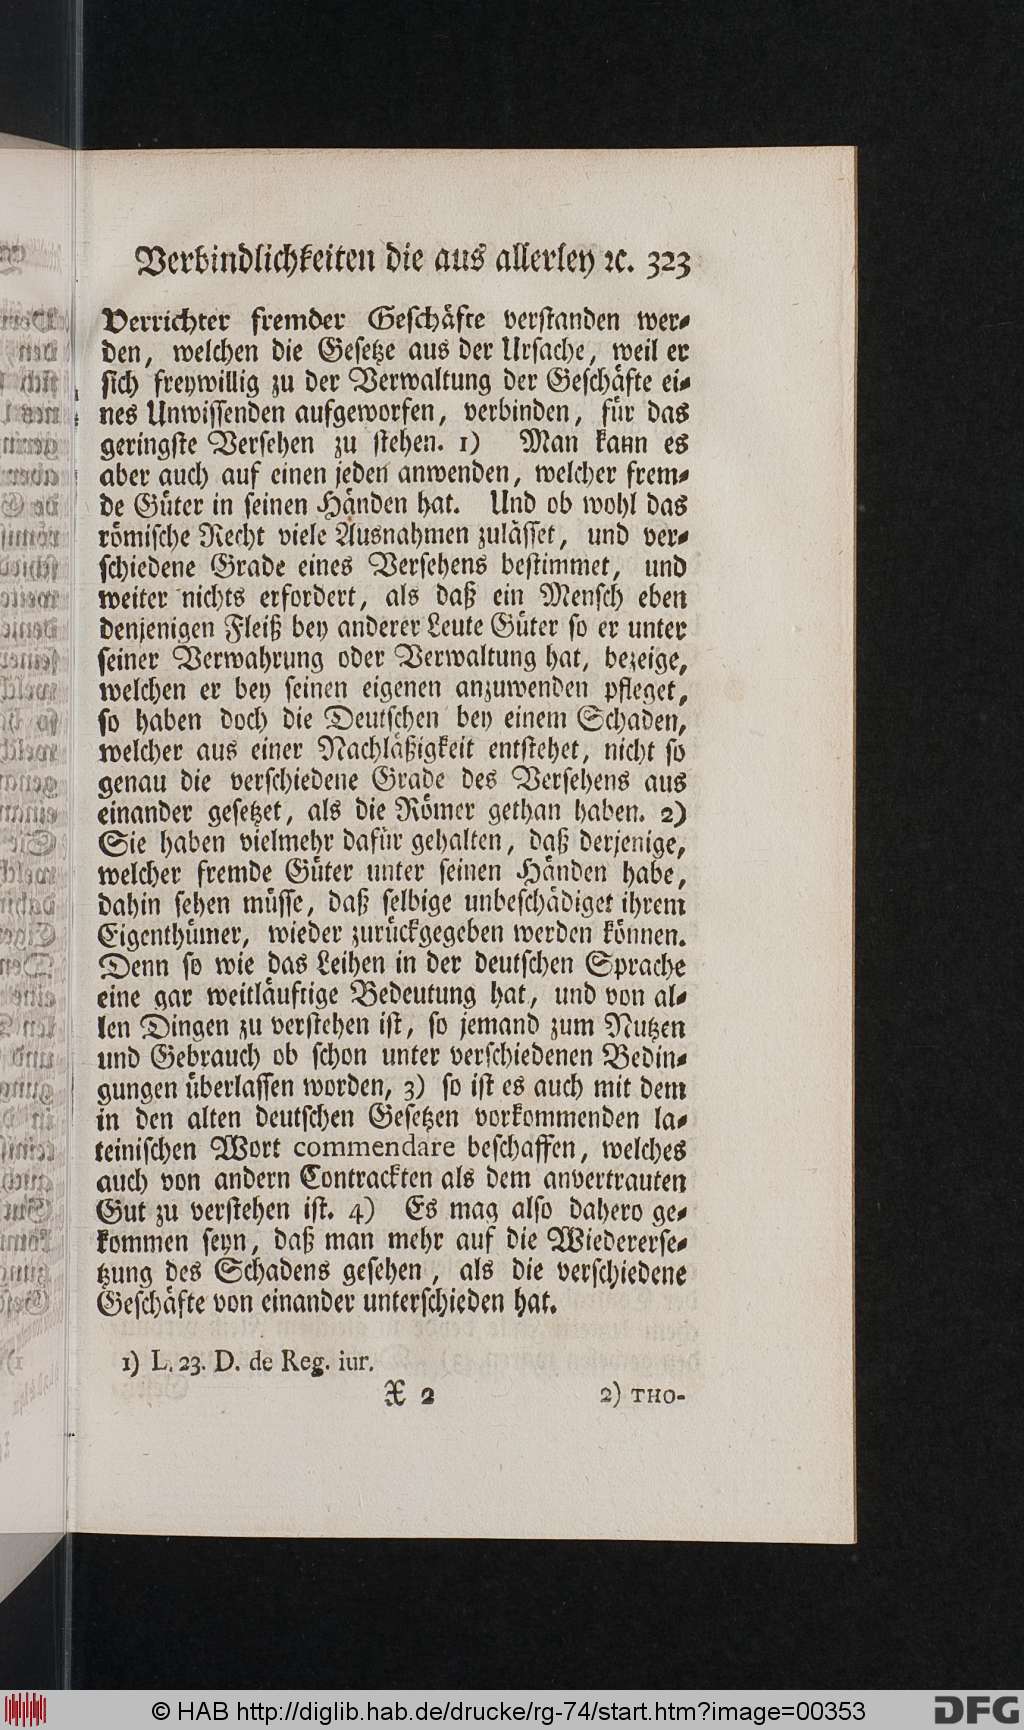 Verbindlichkeiten die aus allerley ꝛc. 323
Verrichter fremder Geschäfte verstanden wer-
den, welchen die Gesetze aus der Ursache, weil er
sich freywillig zu der Verwaltung der Geschäfte ei-
nes Unwissenden aufgeworfen, verbinden, für das
geringste Versehen zu stehen. 1) Man kann es
aber auch auf einen jeden anwenden, welcher frem-
de Güter in seinen Händen hat. Und ob wohl das
römische Recht viele Ausnahmen zulässet, und ver-
schiedene Grade eines Versehens bestimmet, und
weiter nichts erfordert, als daß ein Mensch eben
denjenigen Fleiß bey anderer Leute Güter so er unter
seiner Verwahrung oder Verwaltung hat, bezeige,
welchen er bey seinen eigenen anzuwenden pfleget,
so haben doch die Deutschen bey einem Schaden,
welcher aus einer Nachläßigkeit entstehet, nicht so
genau die verschiedene Grade des Versehens aus
einander gesetzet, als die Römer gethan haben. 2)
Sie haben vielmehr dafür gehalten, daß derjenige,
welcher fremde Güter unter seinen Händen habe,
dahin sehen müsse, daß selbige unbeschädiget ihrem
Eigenthümer, wieder zurückgegeben werden können.
Denn so wie das Leihen in der deutschen Sprache
eine gar weitläuftige Bedeutung hat, und von al-
len Dingen zu verstehen ist, so jemand zum Nutzen
und Gebrauch ob schon unter verschiedenen Bedin-
gungen überlassen worden, 3) so ist es auch mit dem
in den alten deutschen Gesetzen vorkommenden la-
teinischen Wort commendare beschaffen, welches
auch von andern Contrackten als dem anvertrauten
Gut zu verstehen ist. 4) Es mag also dahero ge-
kommen seyn, daß man mehr auf die Wiederersе-
tzung des Schadens gesehen, als die verschiedene
Geschäfte von einander unterschieden hat.
1) L. 23. D. de Reg. iur.
X 2 2) THO-
© HAB http://diglib.hab.de/drucke/rg-74/start.htm?image=00353 DFG